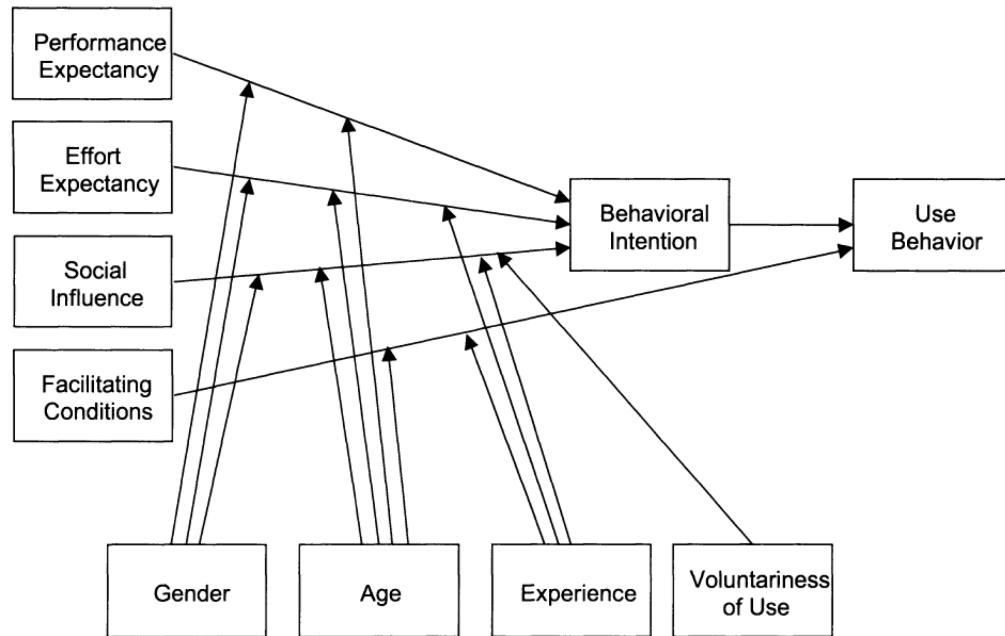 Performance
Expectancy
Effort
Expectancy
Social
Influence
Facilitating
Conditions
Behavioral
Intention
Use
Behavior
Gender
Age
Experience
Voluntariness
of Use